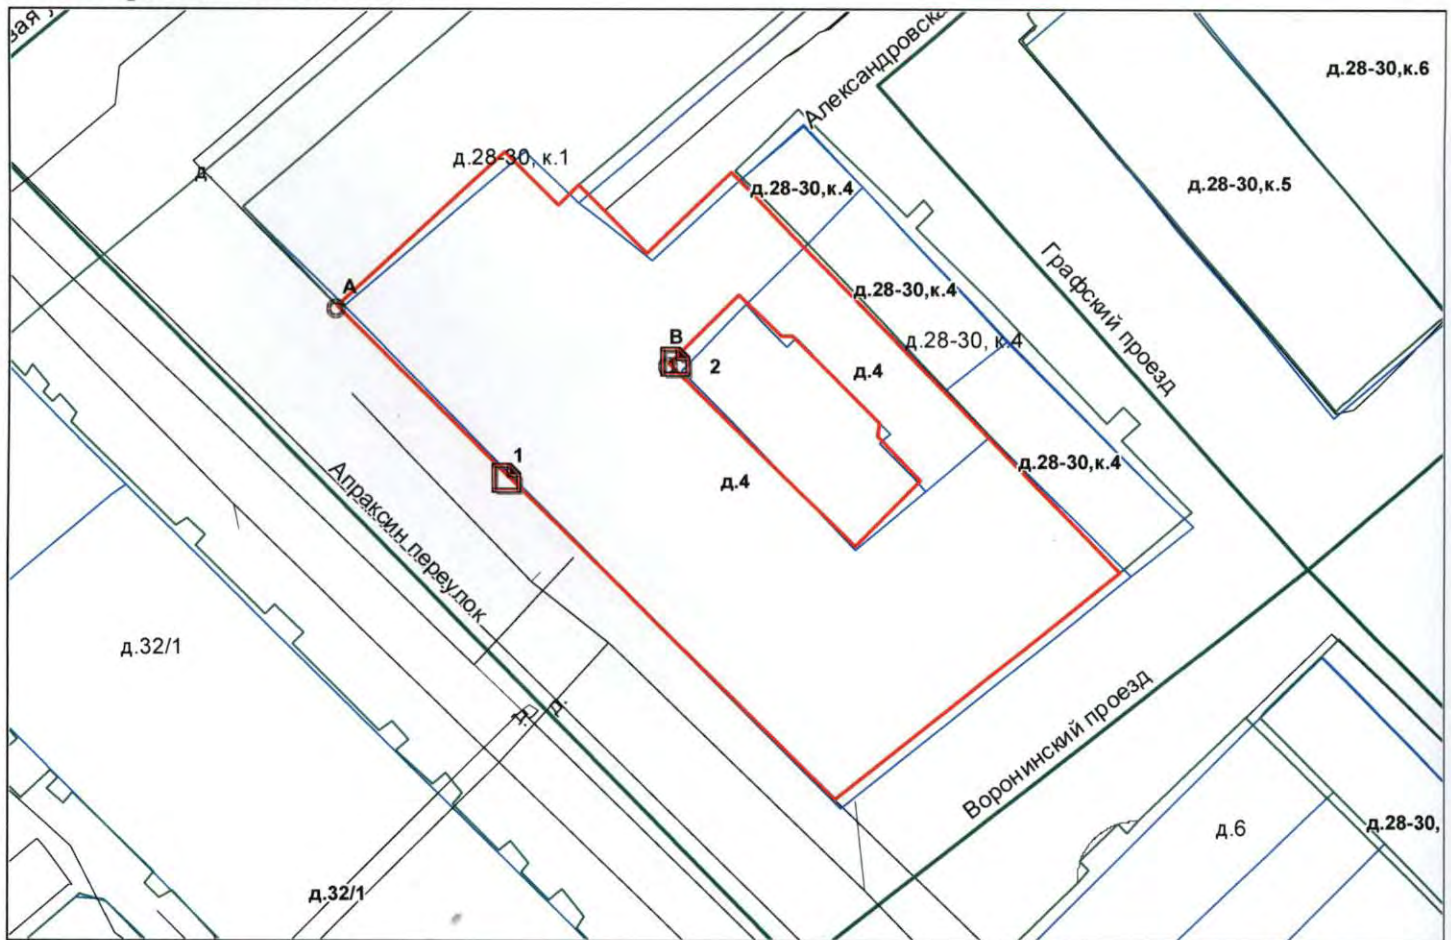 Александровска
д.28-30,к.6
д.28-30, к.1
д
д.28-30,к.4
д.28-30,к.5
Графский проезд
д.28-30,к.4
А
В
д.28-30, к.4
2
д.4
1
д.28-30,к.4
д.4
Апраксин переулок
д.32/1
д.
д.
Воронинский проезд
д.6
д.28-30,
д.32/1